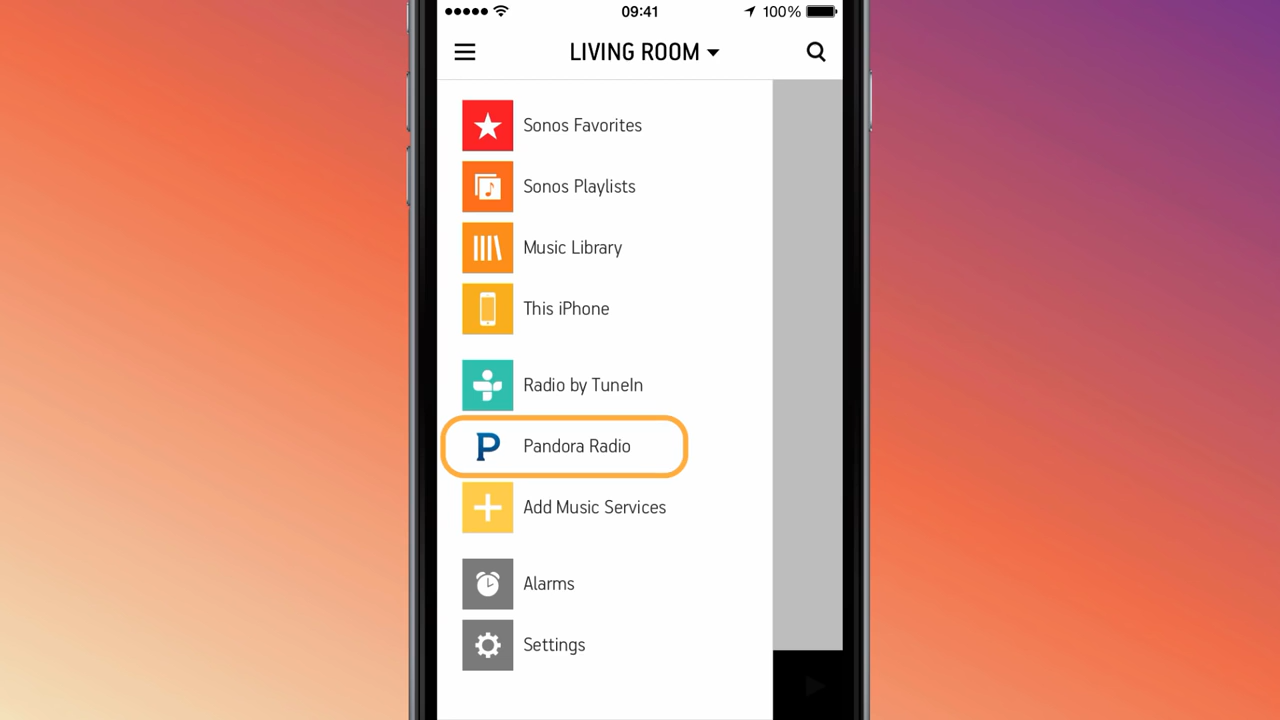 09:41
100%
LIVING ROOM
Sonos Favorites
Sonos Playlists
Music Library
This iPhone
Radio by TuneIn
P Pandora Radio
Add Music Services
Alarms
Settings